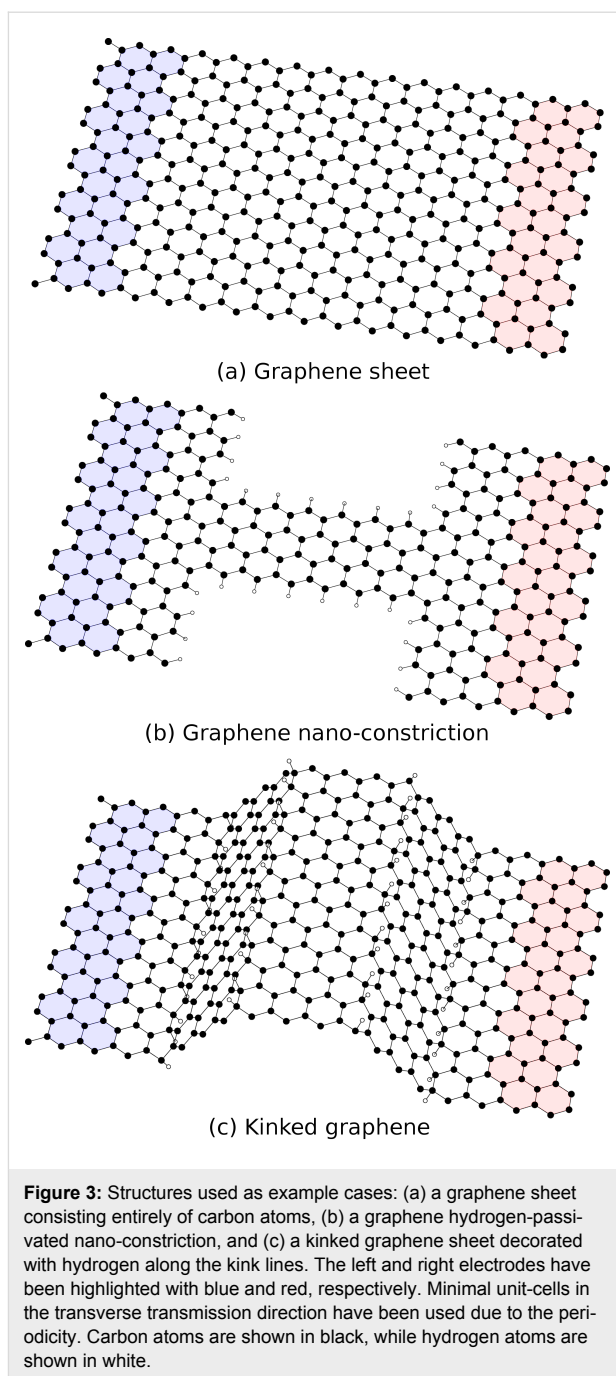 (a) Graphene sheet
(b) Graphene nano-constriction
(c) Kinked graphene
Figure 3: Structures used as example cases: (a) a graphene sheet
consisting entirely of carbon atoms, (b) a graphene hydrogen-passi-
vated nano-constriction, and (c) a kinked graphene sheet decorated
with hydrogen along the kink lines. The left and right electrodes have
been highlighted with blue and red, respectively. Minimal unit-cells in
the transverse transmission direction have been used due to the peri-
odicity. Carbon atoms are shown in black, while hydrogen atoms are
shown in white.